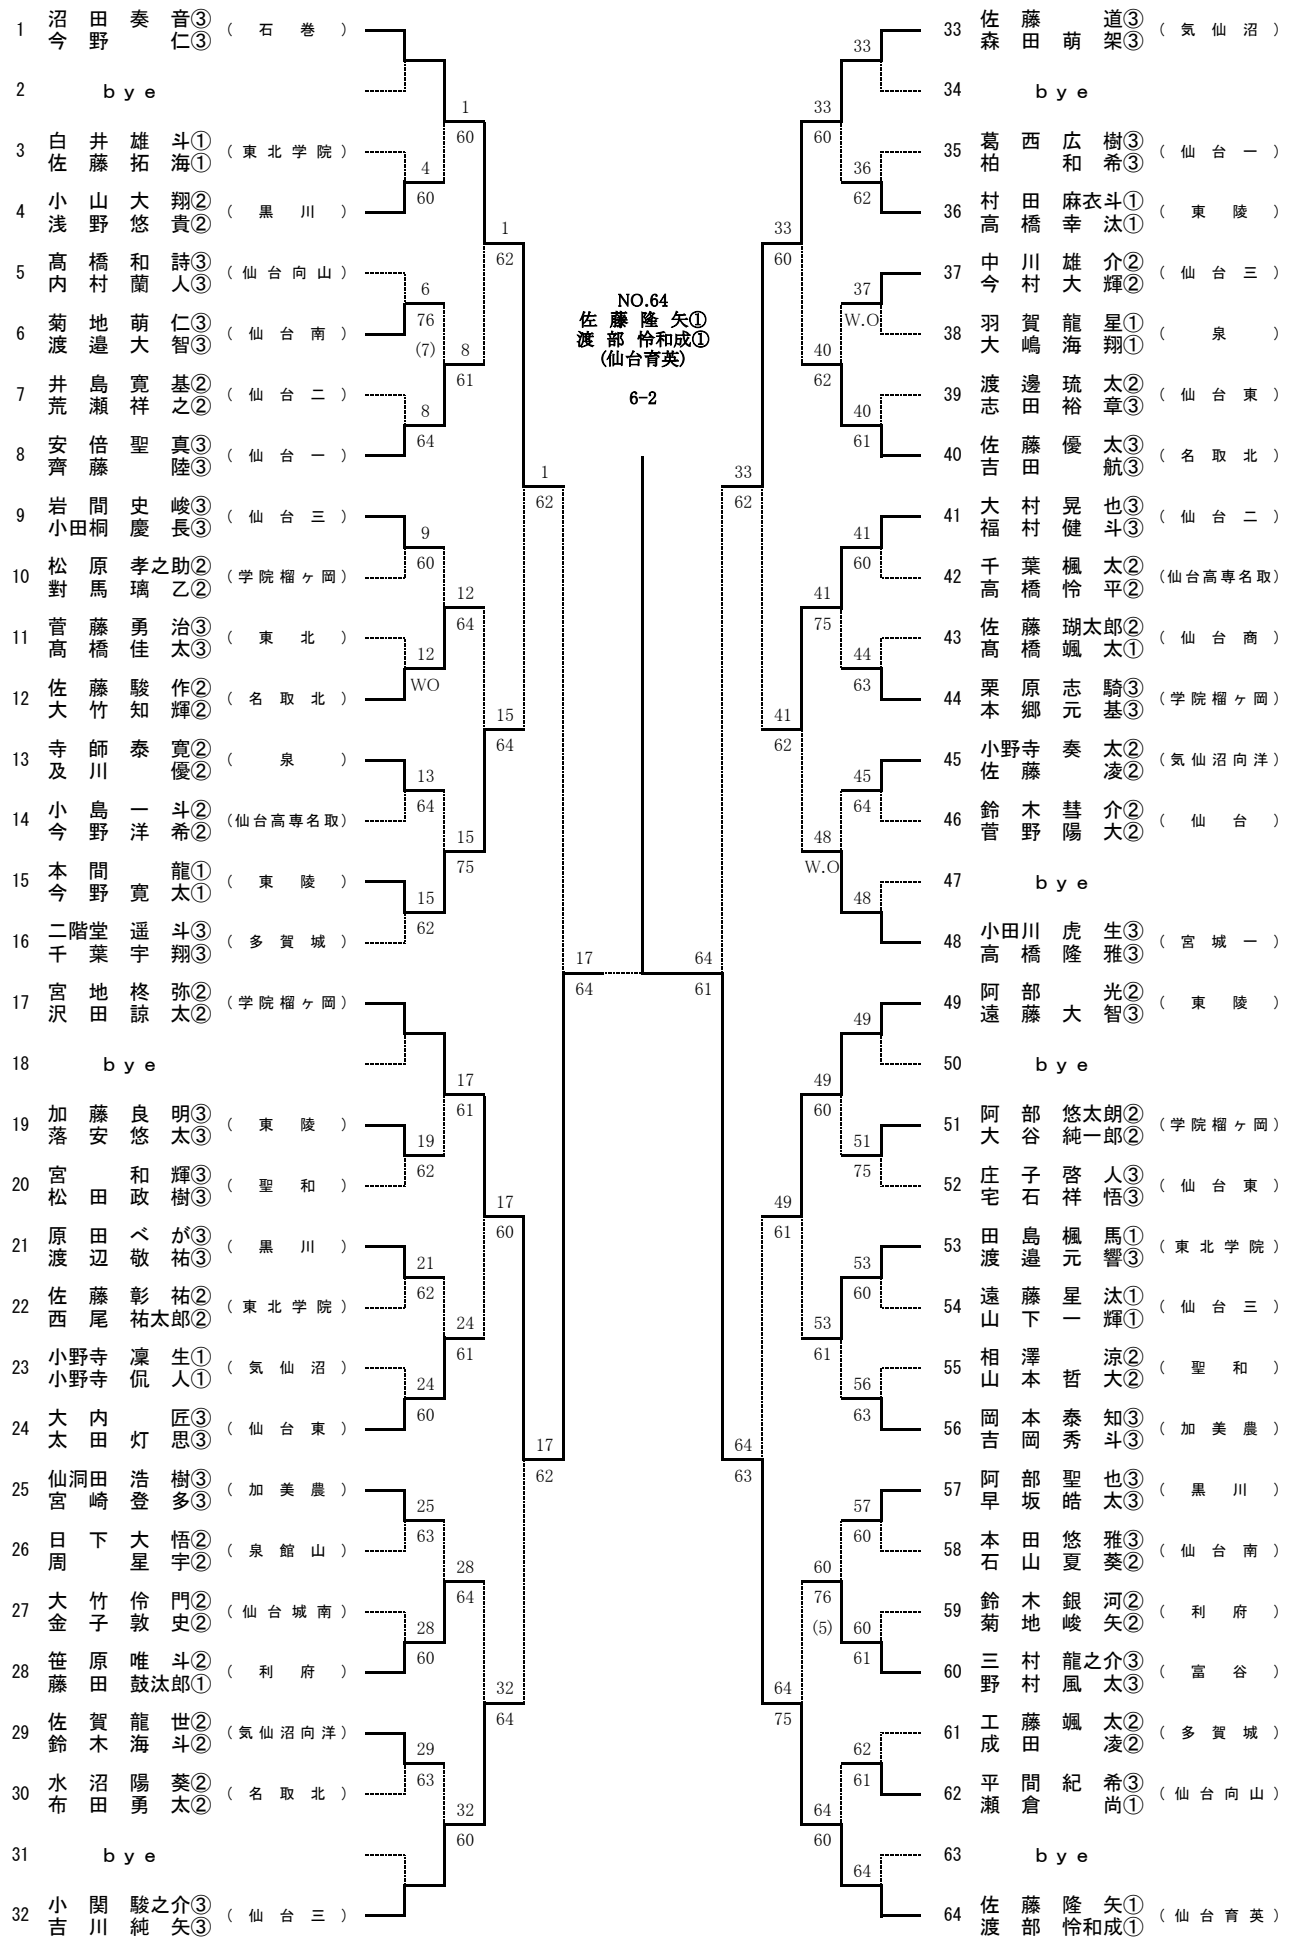 1 沼田奏音③ 今野仁③ (石巻)
2 bye
3 白井雄斗① 佐藤拓海① (東北学院)
4 小山大翔② 浅野悠貴② (黒川)
5 髙橋和詩③ 内村蘭人③ (仙台向山)
6 菊地萌仁③ 渡邉大智③ (仙台南)
7 井島寛基② 荒瀬祥之② (仙台二)
8 安倍聖真③ 齊藤陸③ (仙台一)
9 岩間史峻③ 小田桐慶長③ (仙台三)
10 松原孝之助② 對馬璃乙② (学院榴ヶ岡)
11 菅藤勇治③ 髙橋佳太③ (東北)
12 佐藤駿作② 大竹知輝② (名取北)
13 寺師泰寛② 及川優② (泉)
14 小島一斗② 今野洋希② (仙台高専名取)
15 本間龍① 今野寛太① (東陵)
16 二階堂遥斗③ 千葉宇翔③ (多賀城)
17 宮地柊弥② 沢田諒太② (学院榴ヶ岡)
18 bye
19 加藤良明③ 落安悠太③ (東陵)
20 宮和輝③ 松田政樹③ (聖和)
21 原田べが③ 渡辺敬祐③ (黒川)
22 佐藤彰祐② 西尾祐太郎② (東北学院)
23 小野寺凜生① 小野寺侃人① (気仙沼)
24 大内匠③ 太田灯思③ (仙台東)
25 仙洞田浩樹③ 宮崎登多③ (加美農)
26 日下大悟② 周星宇② (泉館山)
27 大竹伶門② 金子敦史② (仙台城南)
28 笹原唯斗② 藤田鼓汰郎① (利府)
29 佐賀龍世② 鈴木海斗② (気仙沼向洋)
30 水沼陽葵② 布田勇太② (名取北)
31 bye
32 小関駿之介③ 吉川純矢③ (仙台三)
4 60
6 76 (7)
8 64
9 60
12 WO
13 64
15 62
19 62
21 62
24 60
25 63
28 60
29 63
1 60
8 61
12 64
15 75
17 61
24 61
28 64
32 60
1 62
15 64
17 60
32 64
1 62
17 62
17 64
NO.64
佐藤隆矢①
渡部怜和成①
(仙台育英)
6-2
64 61
33 62
64 63
33 60
41 62
49 61
64 75
33 60
40 62
41 75
48 W.O
49 60
53 61
60 76 (5)
64 60
33
36 62
37 W.O
40 61
41 60
44 63
45 64
48
49
51 75
53 60
56 63
57 60
60 61
62 61
64
33 佐藤道③ 森田萌架③ (気仙沼)
34 bye
35 葛西広樹③ 柏和希③ (仙台一)
36 村田麻衣斗① 高橋幸汰① (東陵)
37 中川雄介② 今村大輝② (仙台三)
38 羽賀龍星① 大嶋海翔① (泉)
39 渡邊琉太② 志田裕章③ (仙台東)
40 佐藤優太③ 吉田航③ (名取北)
41 大村晃也③ 福村健斗③ (仙台二)
42 千葉楓太② 高橋怜平② (仙台高専名取)
43 佐藤瑚太郎② 髙橋颯太① (仙台商)
44 栗原志騎③ 本郷元基③ (学院榴ヶ岡)
45 小野寺奏太② 佐藤凌② (気仙沼向洋)
46 鈴木彗介② 菅野陽大② (仙台)
47 bye
48 小田川虎生③ 高橋隆雅③ (宮城一)
49 阿部光② 遠藤大智③ (東陵)
50 bye
51 阿部悠太朗② 大谷純一郎② (学院榴ヶ岡)
52 庄子啓人③ 宅石祥悟③ (仙台東)
53 田島楓馬① 渡邉元響③ (東北学院)
54 遠藤星汰① 山下一輝① (仙台三)
55 相澤涼② 山本哲大② (聖和)
56 岡本泰知③ 吉岡秀斗③ (加美農)
57 阿部聖也③ 早坂皓太③ (黒川)
58 本田悠雅③ 石山夏葵② (仙台南)
59 鈴木銀河② 菊地峻矢② (利府)
60 三村龍之介③ 野村風太③ (富谷)
61 工藤颯太② 成田凌② (多賀城)
62 平間紀希③ 瀬倉尚① (仙台向山)
63 bye
64 佐藤隆矢① 渡部怜和成① (仙台育英)